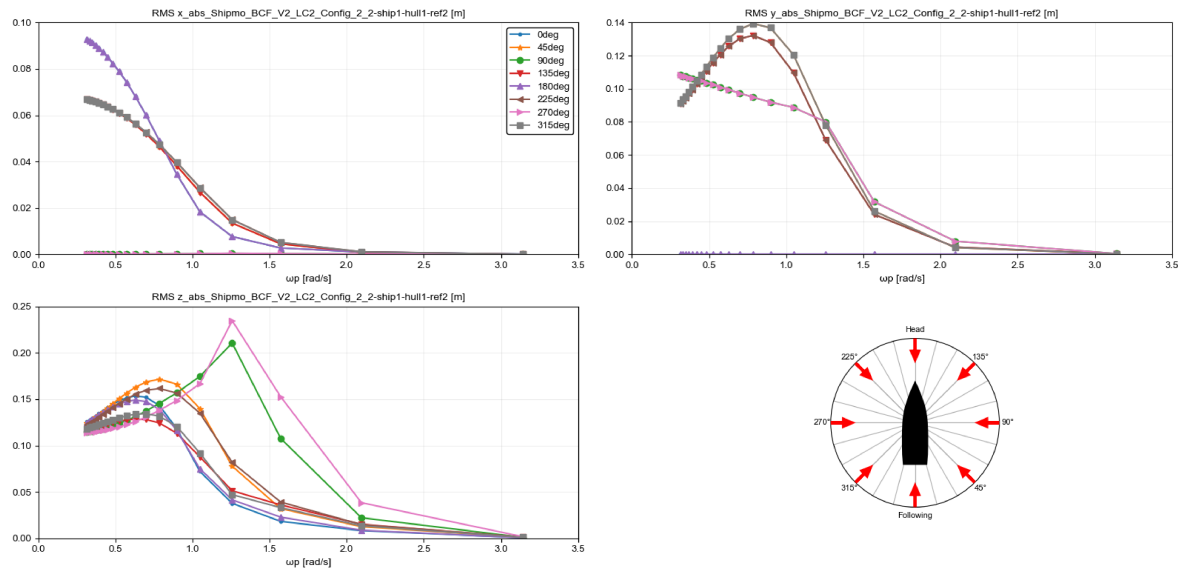 RMS x_abs_Shipmo_BCF_V2_LC2_Config_2_2-ship1-hull1-ref2 [m]
0.10
0.08
0.06
0.04
0.02
0.00
0.0 0.5 1.0 1.5 2.0 2.5 3.0 3.5
ωp [rad/s]
0deg
45deg
90deg
135deg
180deg
225deg
270deg
315deg
RMS y_abs_Shipmo_BCF_V2_LC2_Config_2_2-ship1-hull1-ref2 [m]
0.14
0.12
0.10
0.08
0.06
0.04
0.02
0.00
0.0 0.5 1.0 1.5 2.0 2.5 3.0 3.5
ωp [rad/s]
RMS z_abs_Shipmo_BCF_V2_LC2_Config_2_2-ship1-hull1-ref2 [m]
0.25
0.20
0.15
0.10
0.05
0.00
0.0 0.5 1.0 1.5 2.0 2.5 3.0 3.5
ωp [rad/s]
Head
225° 135°
270° 90°
315° 45°
Following